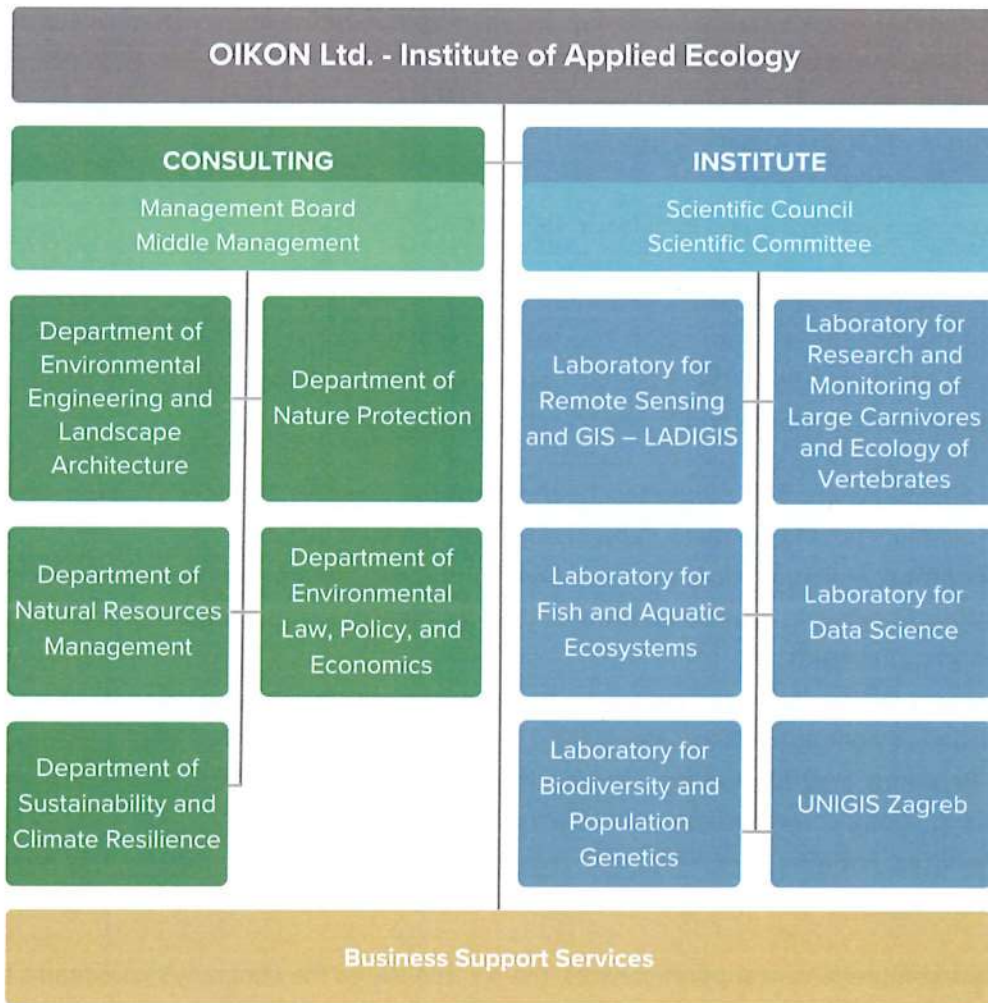 OIKON Ltd. - Institute of Applied Ecology
CONSULTING
Management Board
Middle Management
INSTITUTE
Scientific Council
Scientific Committee
Department of
Environmental
Engineering and
Landscape
Architecture
Department of
Nature Protection
Department of
Natural Resources
Management
Department of
Environmental
Law, Policy, and
Economics
Department of
Sustainability and
Climate Resilience
Laboratory for
Remote Sensing
and GIS – LADIGIS
Laboratory for
Research and
Monitoring of
Large Carnivores
and Ecology of
Vertebrates
Laboratory for
Fish and Aquatic
Ecosystems
Laboratory for
Data Science
Laboratory for
Biodiversity and
Population
Genetics
UNIGIS Zagreb
Business Support Services